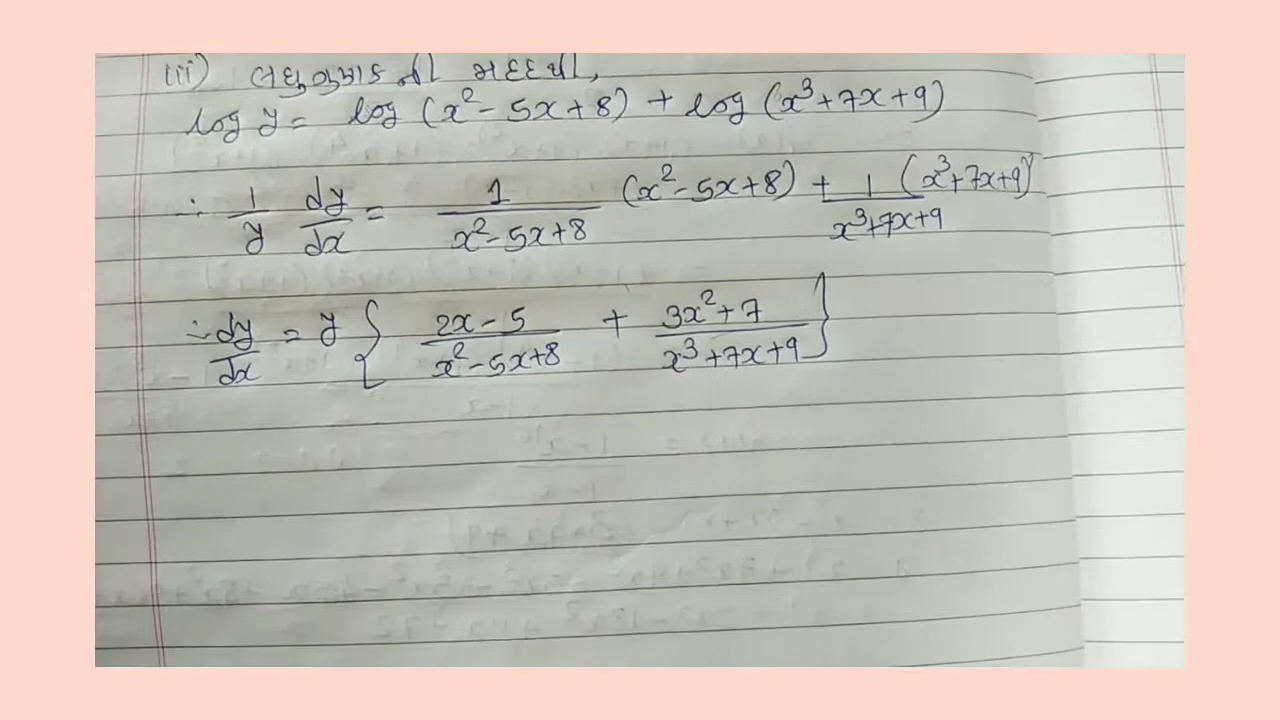 (iii) લઘુગુણક ની મદદથી,
log y = log (x² - 5x + 8) + log (x³ + 7x + 9)
∴ 1/y dy/dx = 1/(x² - 5x + 8) (x² - 5x + 8) + 1/(x³ + 7x + 9) (x³ + 7x + 9)'
∴ dy/dx = y { (2x - 5)/(x² - 5x + 8) + (3x² + 7)/(x³ + 7x + 9) }